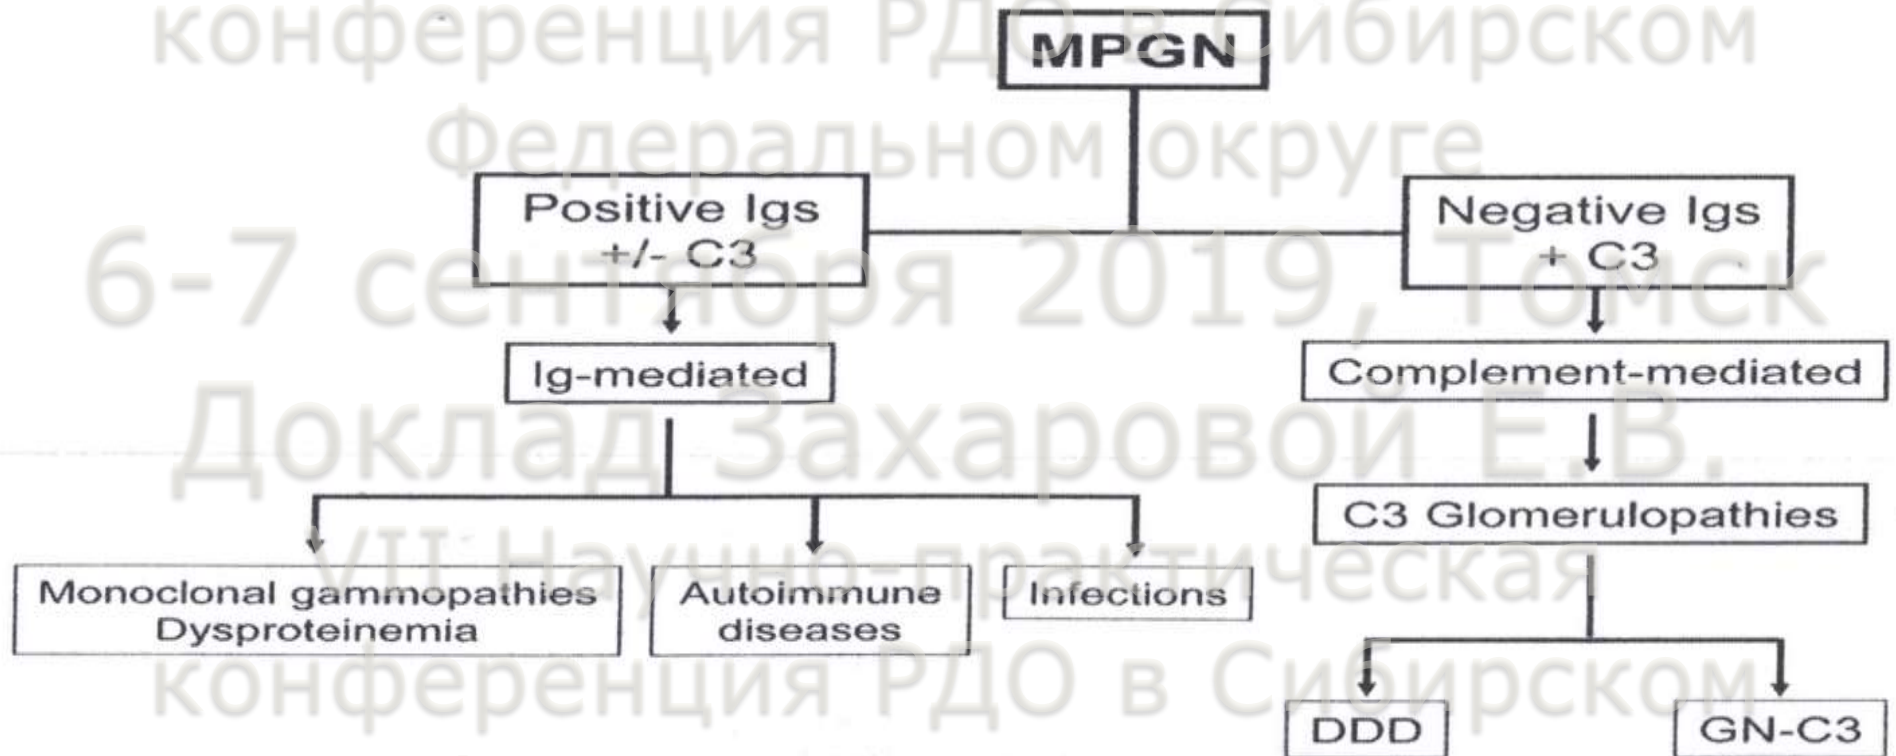 конференция РДО в Сибирском
MPGN
Федеральном округе
Positive Igs
+/- C3
Negative Igs
+ C3
6-7 сентября 2019, Томск
Ig-mediated
Complement-mediated
Доклад Захаровой Е.В.
C3 Glomerulopathies
VII Научно-практическая
Monoclonal gammopathies
Dysproteinemia
Autoimmune
diseases
Infections
конференция РДО в Сибирском
DDD
GN-C3